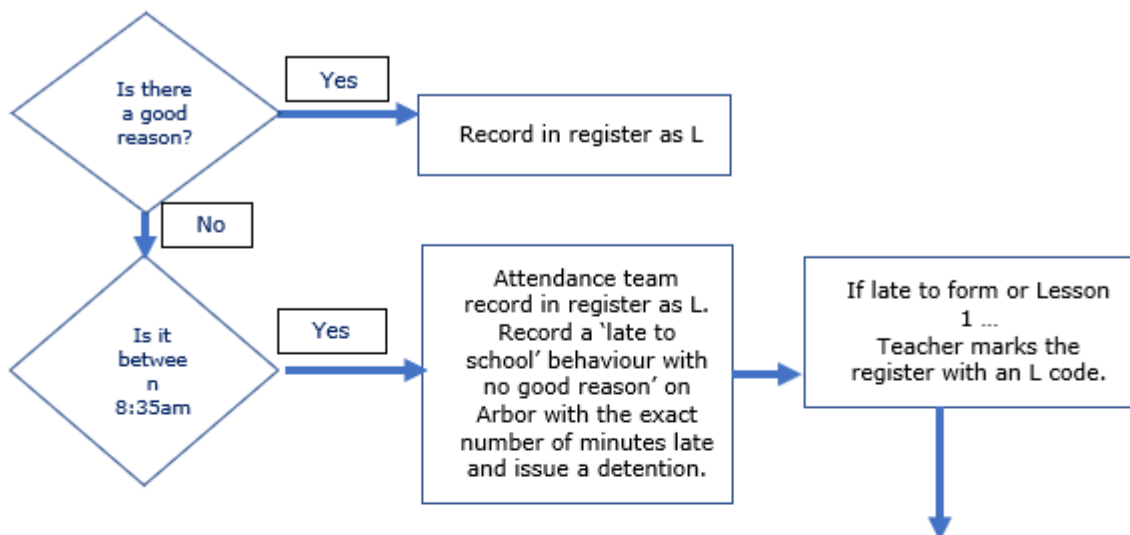 Is there
a good
reason?
Yes
Record in register as L
No
Is it
betwee
n
8:35am
Yes
Attendance team
record in register as L.
Record a ‘late to
school’ behaviour with
no good reason’ on
Arbor with the exact
number of minutes late
and issue a detention.
If late to form or Lesson
1 ...
Teacher marks the
register with an L code.